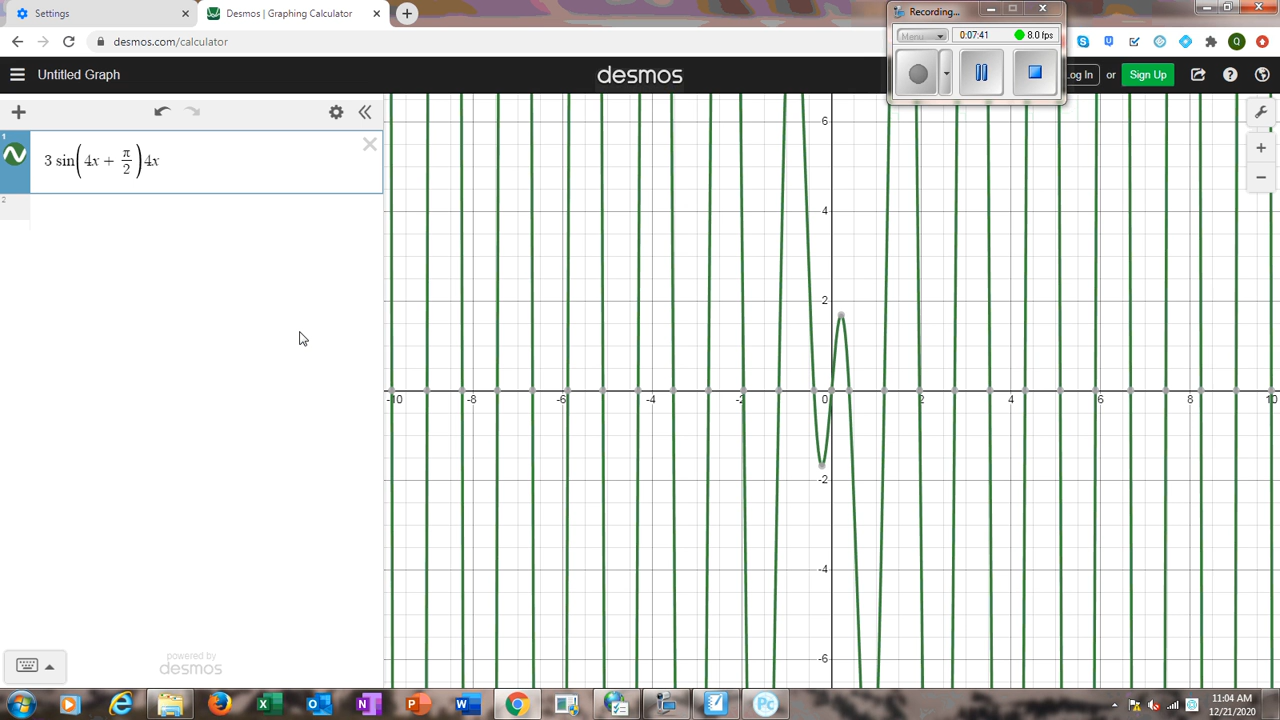 Settings
Desmos | Graphing Calculator
Recording...
desmos.com/calculator
Menu
0:07:41
8.0 fps
Q
Untitled Graph
desmos
Log In
or
Sign Up
1
3 sin(4x + π/2)4x
2
6
4
2
-10
-8
-6
-4
-2
0
2
4
6
8
10
-2
-4
-6
powered by
desmos
11:04 AM
12/21/2020